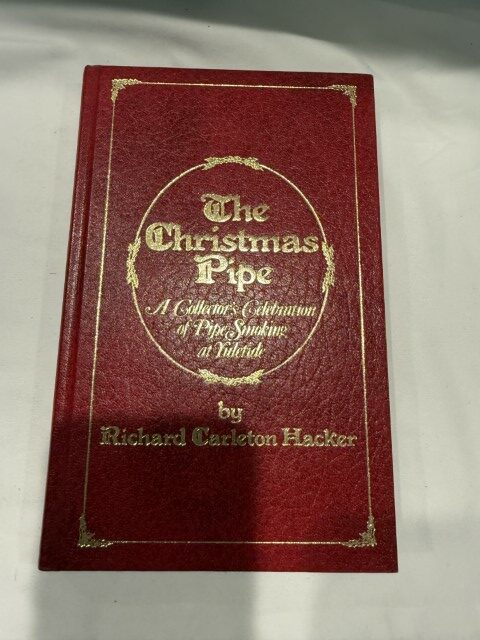 The
Christmas
Pipe
A Collector's Celebration
of Pipe Smoking
at Yuletide
by
Richard Carleton Hacker